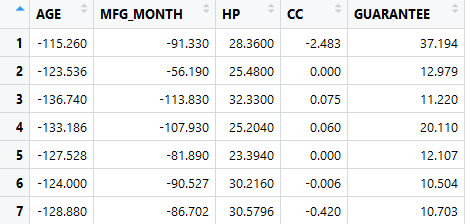 AGE MFG_MONTH HP CC GUARANTEE
1 -115.260 -91.330 28.3600 -2.483 37.194
2 -123.536 -56.190 25.4800 0.000 12.979
3 -136.740 -113.830 32.3300 0.075 11.220
4 -133.186 -107.930 25.2040 0.060 20.110
5 -127.528 -81.890 23.3940 0.000 12.107
6 -124.000 -90.527 30.2160 -0.006 10.504
7 -128.880 -86.702 30.5796 -0.420 10.703